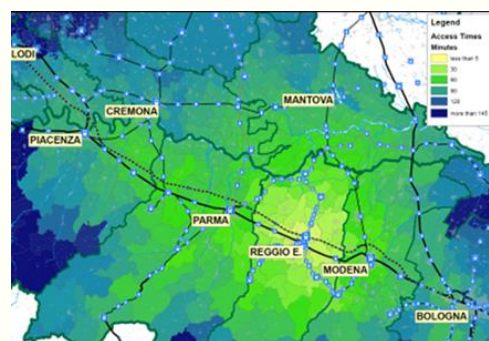 Legend
Access Times
Minutes
less than 5
30
60
90
120
more than 145
LODI
CREMONA
MANTOVA
PIACENZA
PARMA
REGGIO E.
MODENA
BOLOGNA